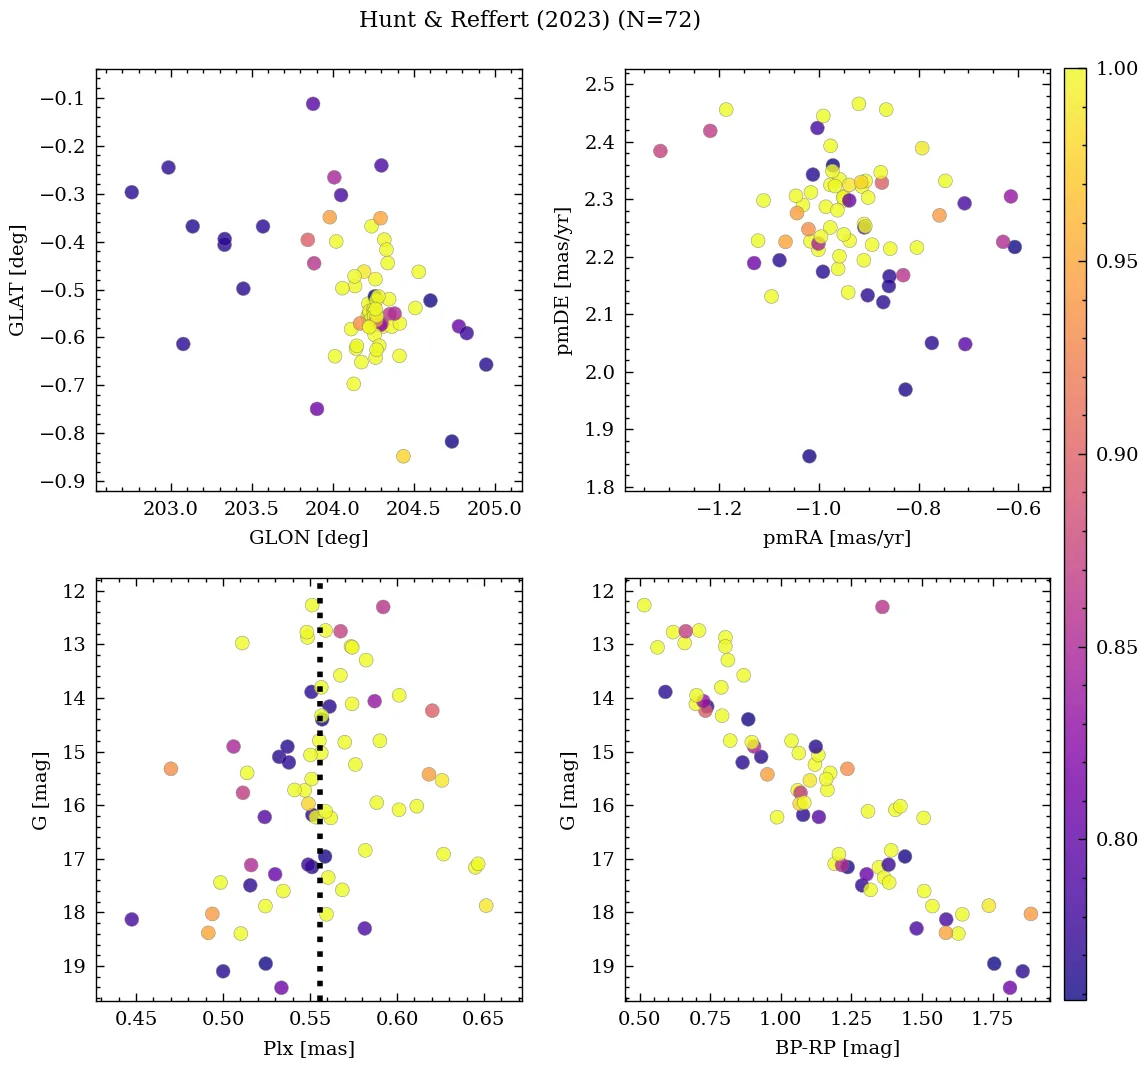 Hunt & Reffert (2023) (N=72)
−0.1
−0.2
−0.3
−0.4
−0.5
−0.6
−0.7
−0.8
−0.9
GLAT [deg]
203.0 203.5 204.0 204.5 205.0
GLON [deg]
2.5
2.4
2.3
2.2
2.1
2.0
1.9
1.8
pmDE [mas/yr]
−1.2 −1.0 −0.8 −0.6
pmRA [mas/yr]
12
13
14
15
16
17
18
19
G [mag]
0.45 0.50 0.55 0.60 0.65
Plx [mas]
12
13
14
15
16
17
18
19
G [mag]
0.50 0.75 1.00 1.25 1.50 1.75
BP-RP [mag]
1.00
0.95
0.90
0.85
0.80